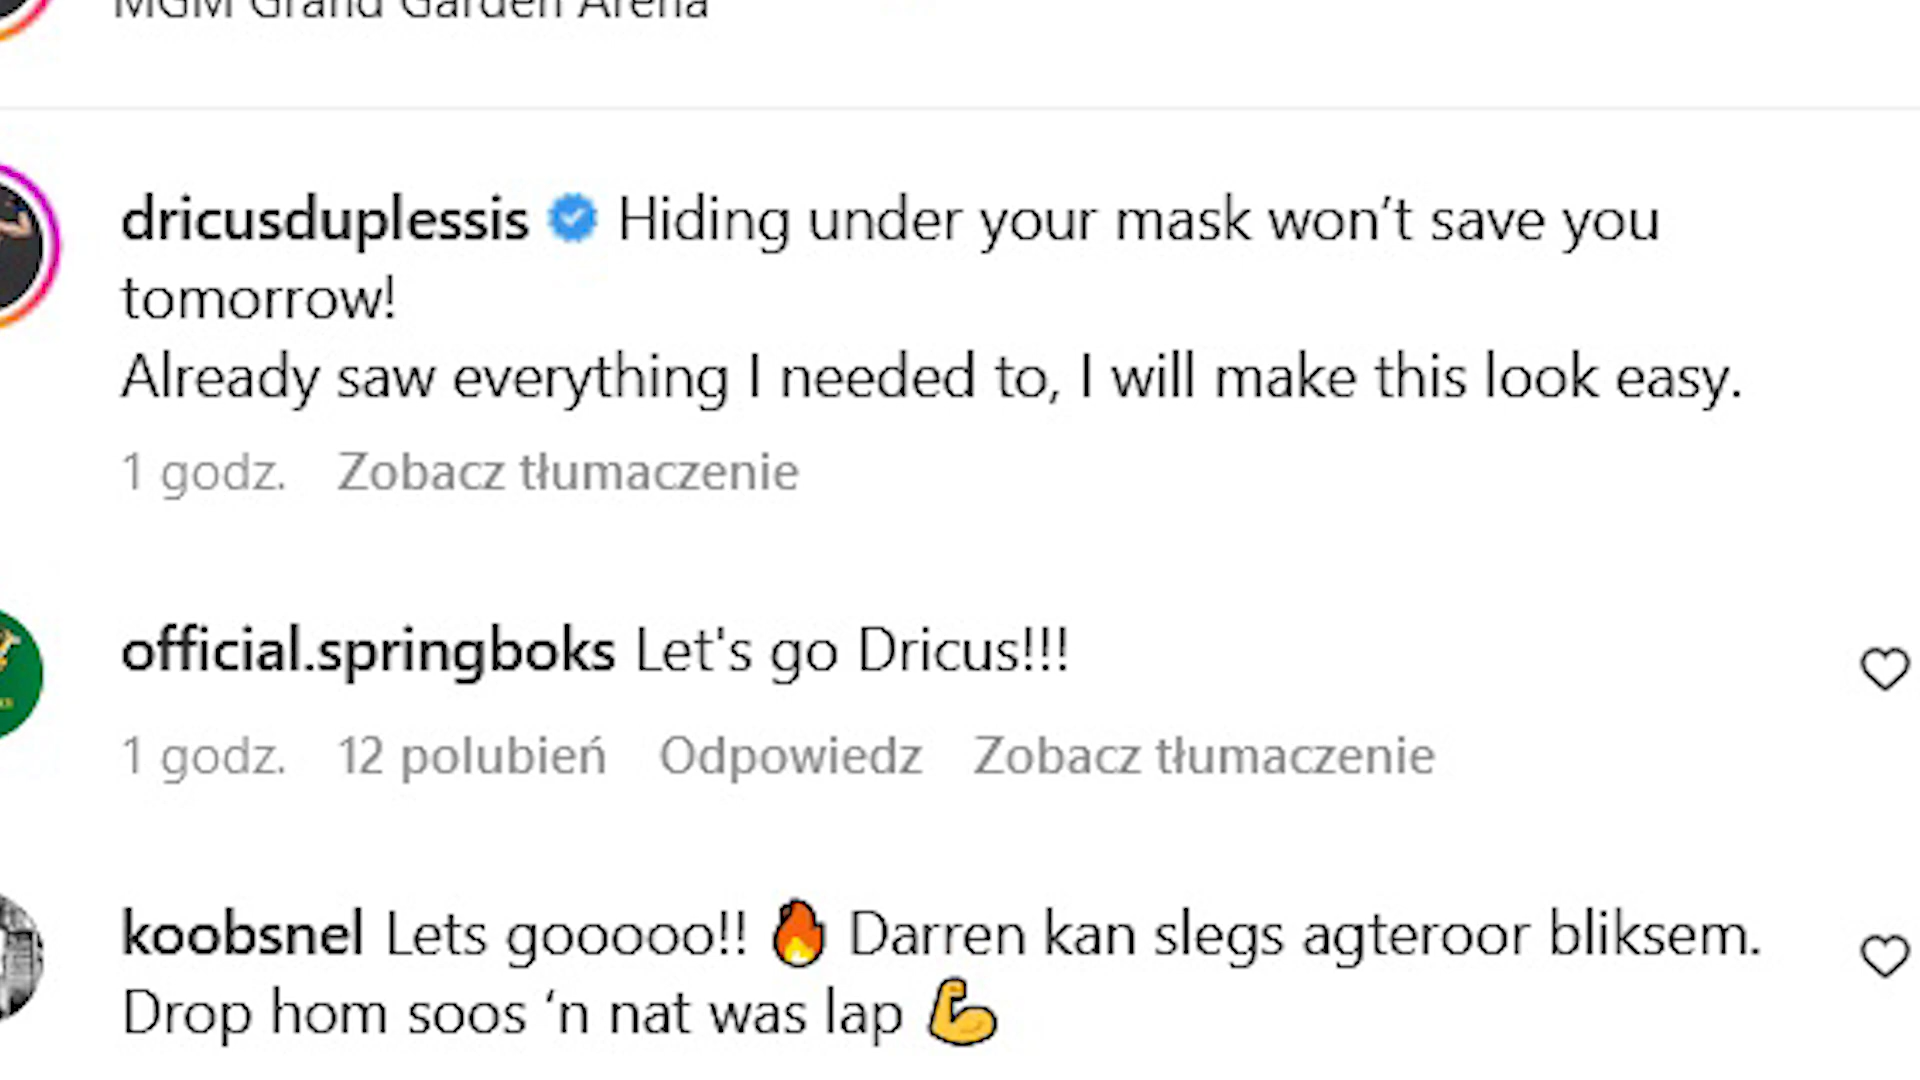 MGM Grand Garden Arena
dricusduplessis Hiding under your mask won’t save you
tomorrow!
Already saw everything I needed to, I will make this look easy.
1 godz. Zobacz tłumaczenie
official.springboks Let's go Dricus!!!
1 godz. 12 polubień Odpowiedz Zobacz tłumaczenie
koobsnel Lets gooooo!! 🔥 Darren kan slegs agteroor bliksem.
Drop hom soos ‘n nat was lap 💪